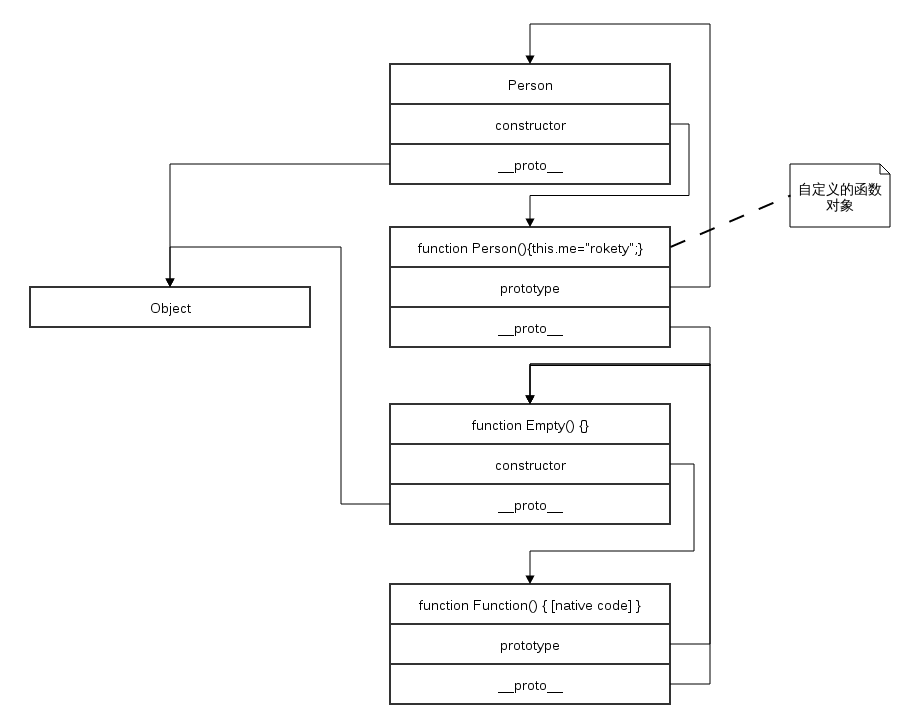 Person
constructor
__proto__
自定义的函数
对象
function Person(){this.me="rokety";}
prototype
__proto__
Object
function Empty() {}
constructor
__proto__
function Function() { [native code] }
prototype
__proto__